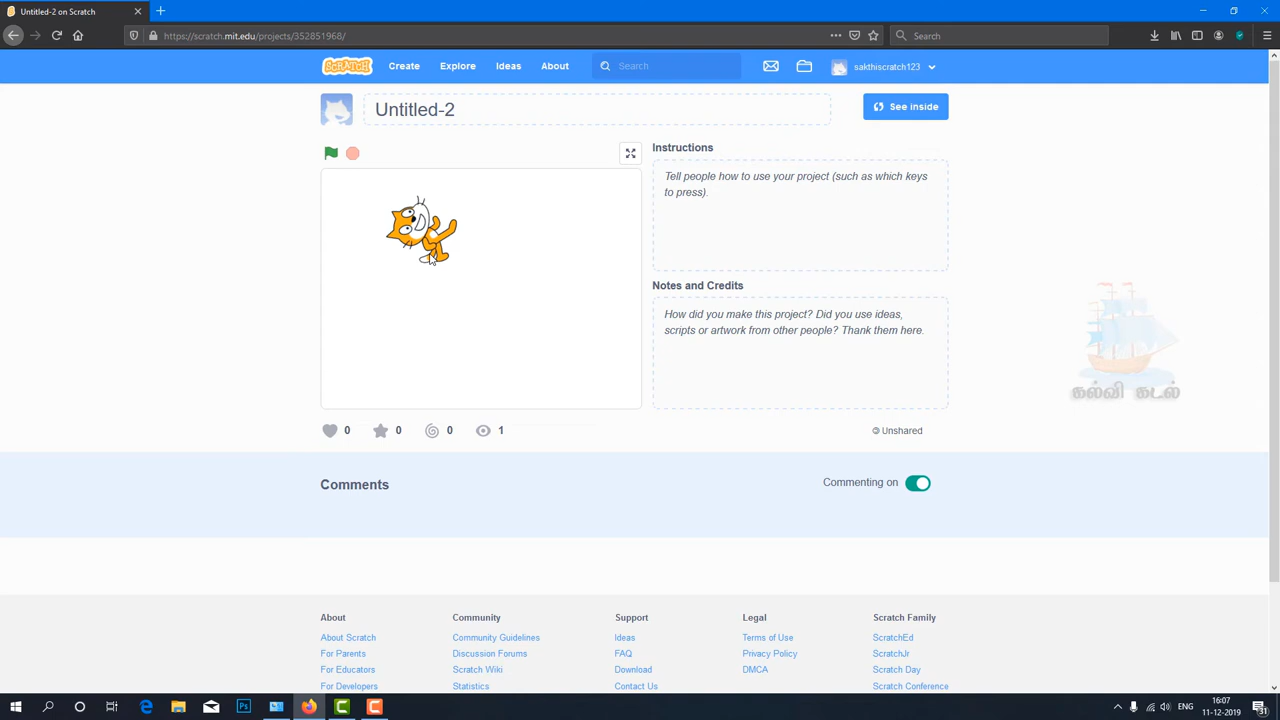 Untitled-2 on Scratch
https://scratch.mit.edu/projects/352851968/
Search
SCRATCH
Create
Explore
Ideas
About
Search
sakthiscratch123
Untitled-2
See inside
Instructions
Tell people how to use your project (such as which keys
to press).
Notes and Credits
How did you make this project? Did you use ideas,
scripts or artwork from other people? Thank them here.
கல்வி கடல்
0
0
0
1
Unshared
Comments
Commenting on
About
Community
Support
Legal
Scratch Family
About Scratch
Community Guidelines
Ideas
Terms of Use
ScratchEd
For Parents
Discussion Forums
FAQ
Privacy Policy
ScratchJr
For Educators
Scratch Wiki
Download
DMCA
Scratch Day
For Developers
Statistics
Contact Us
Scratch Conference
Ps
ENG
16:07
11-12-2019
31